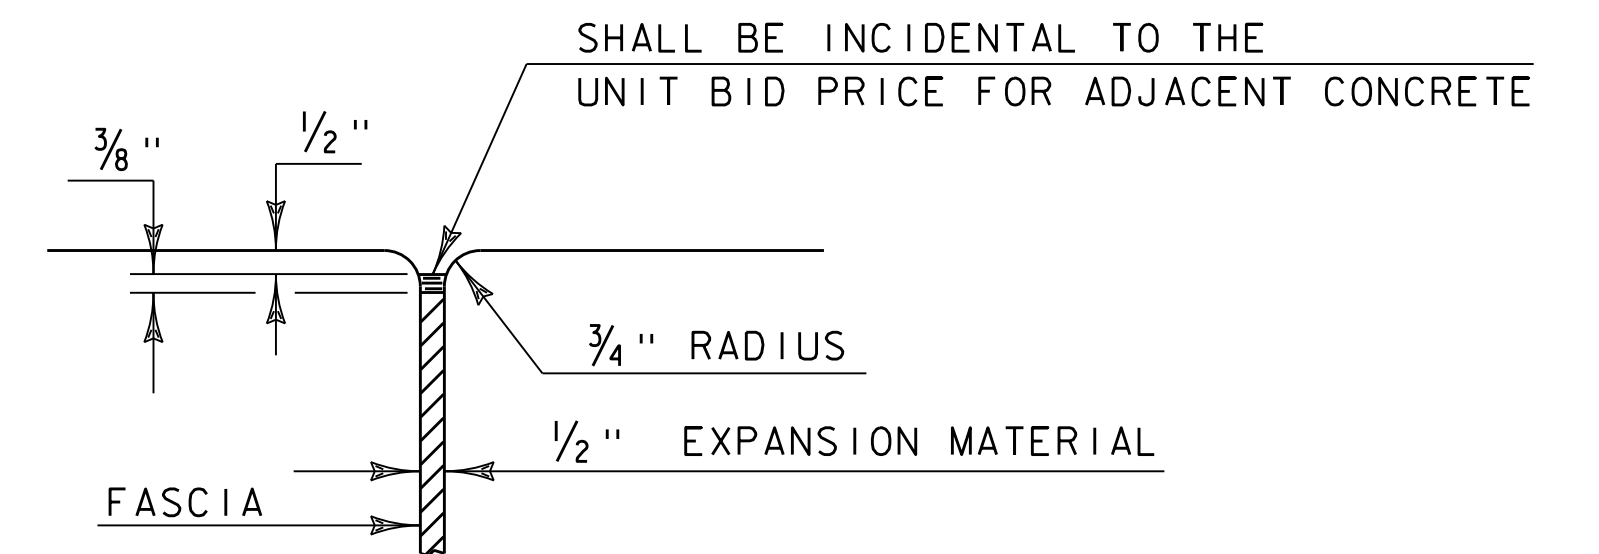 SHALL BE INCIDENTAL TO THE
UNIT BID PRICE FOR ADJACENT CONCRETE
1/2"
3/8"
3/4" RADIUS
1/2" EXPANSION MATERIAL
FASCIA